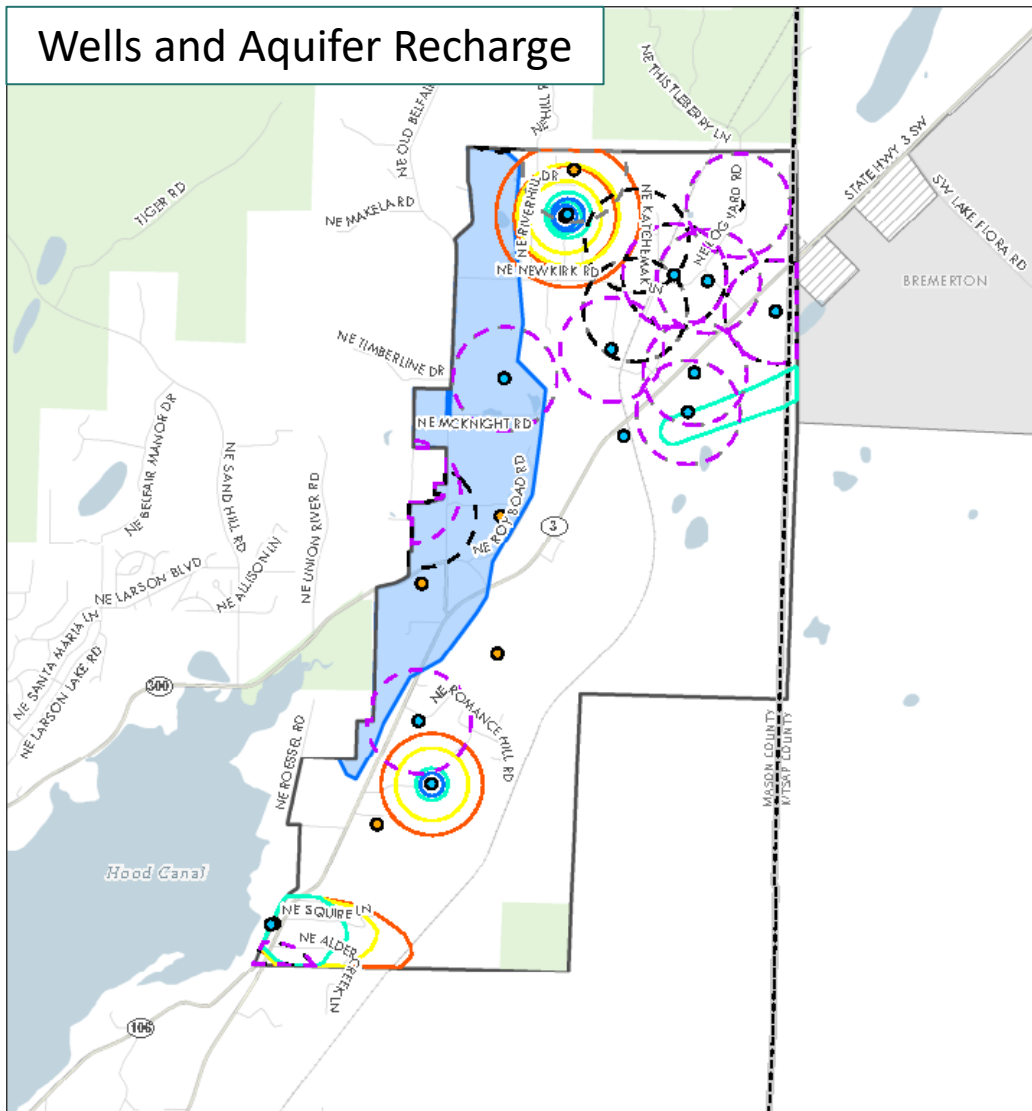 Wells and Aquifer Recharge
NE OLD BELFAIR
NE THISTLEBERRY LN
STATE HWY 3 SW
SW LAKE FLORA RD
TIGER RD
NE MAKELA RD
NE RIVERHILL DR
NE KATCHEMAK LN
NE LOG YARD RD
NE NEWKIRK RD
BREMERTON
NE TIMBERLINE DR
NE MCKNIGHT RD
NE BELFAIR MANOR DR
NE SAND HILL RD
NE UNION RIVER RD
NE ROY BOAD RD
3
NE LARSON BLVD
NE ALLISON LN
NE SANTA MARIA LN
NE LARSON LAKE RD
300
NE ROMANCE HILL RD
NE ROESSEL RD
MASON COUNTY
KITSAP COUNTY
Hood Canal
NE SQUIRE LN
NE ALDER CREEK LN
106